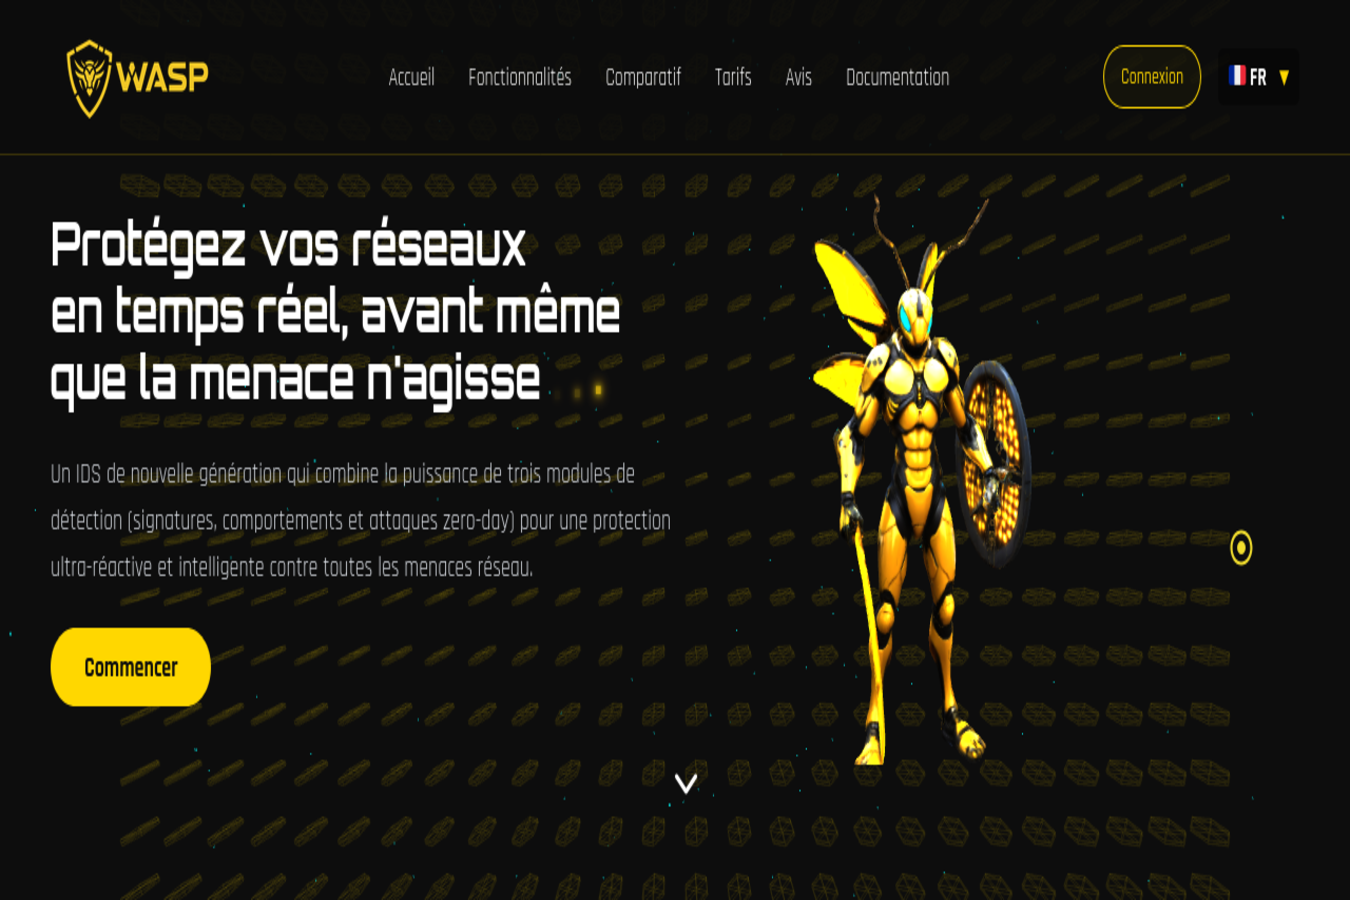 WASP
Accueil Fonctionnalités Comparatif Tarifs Avis Documentation
Connexion
FR
Protégez vos réseaux
en temps réel, avant même
que la menace n'agisse
Un IDS de nouvelle génération qui combine la puissance de trois modules de
détection (signatures, comportements et attaques zero-day) pour une protection
ultra-réactive et intelligente contre toutes les menaces réseau.
Commencer